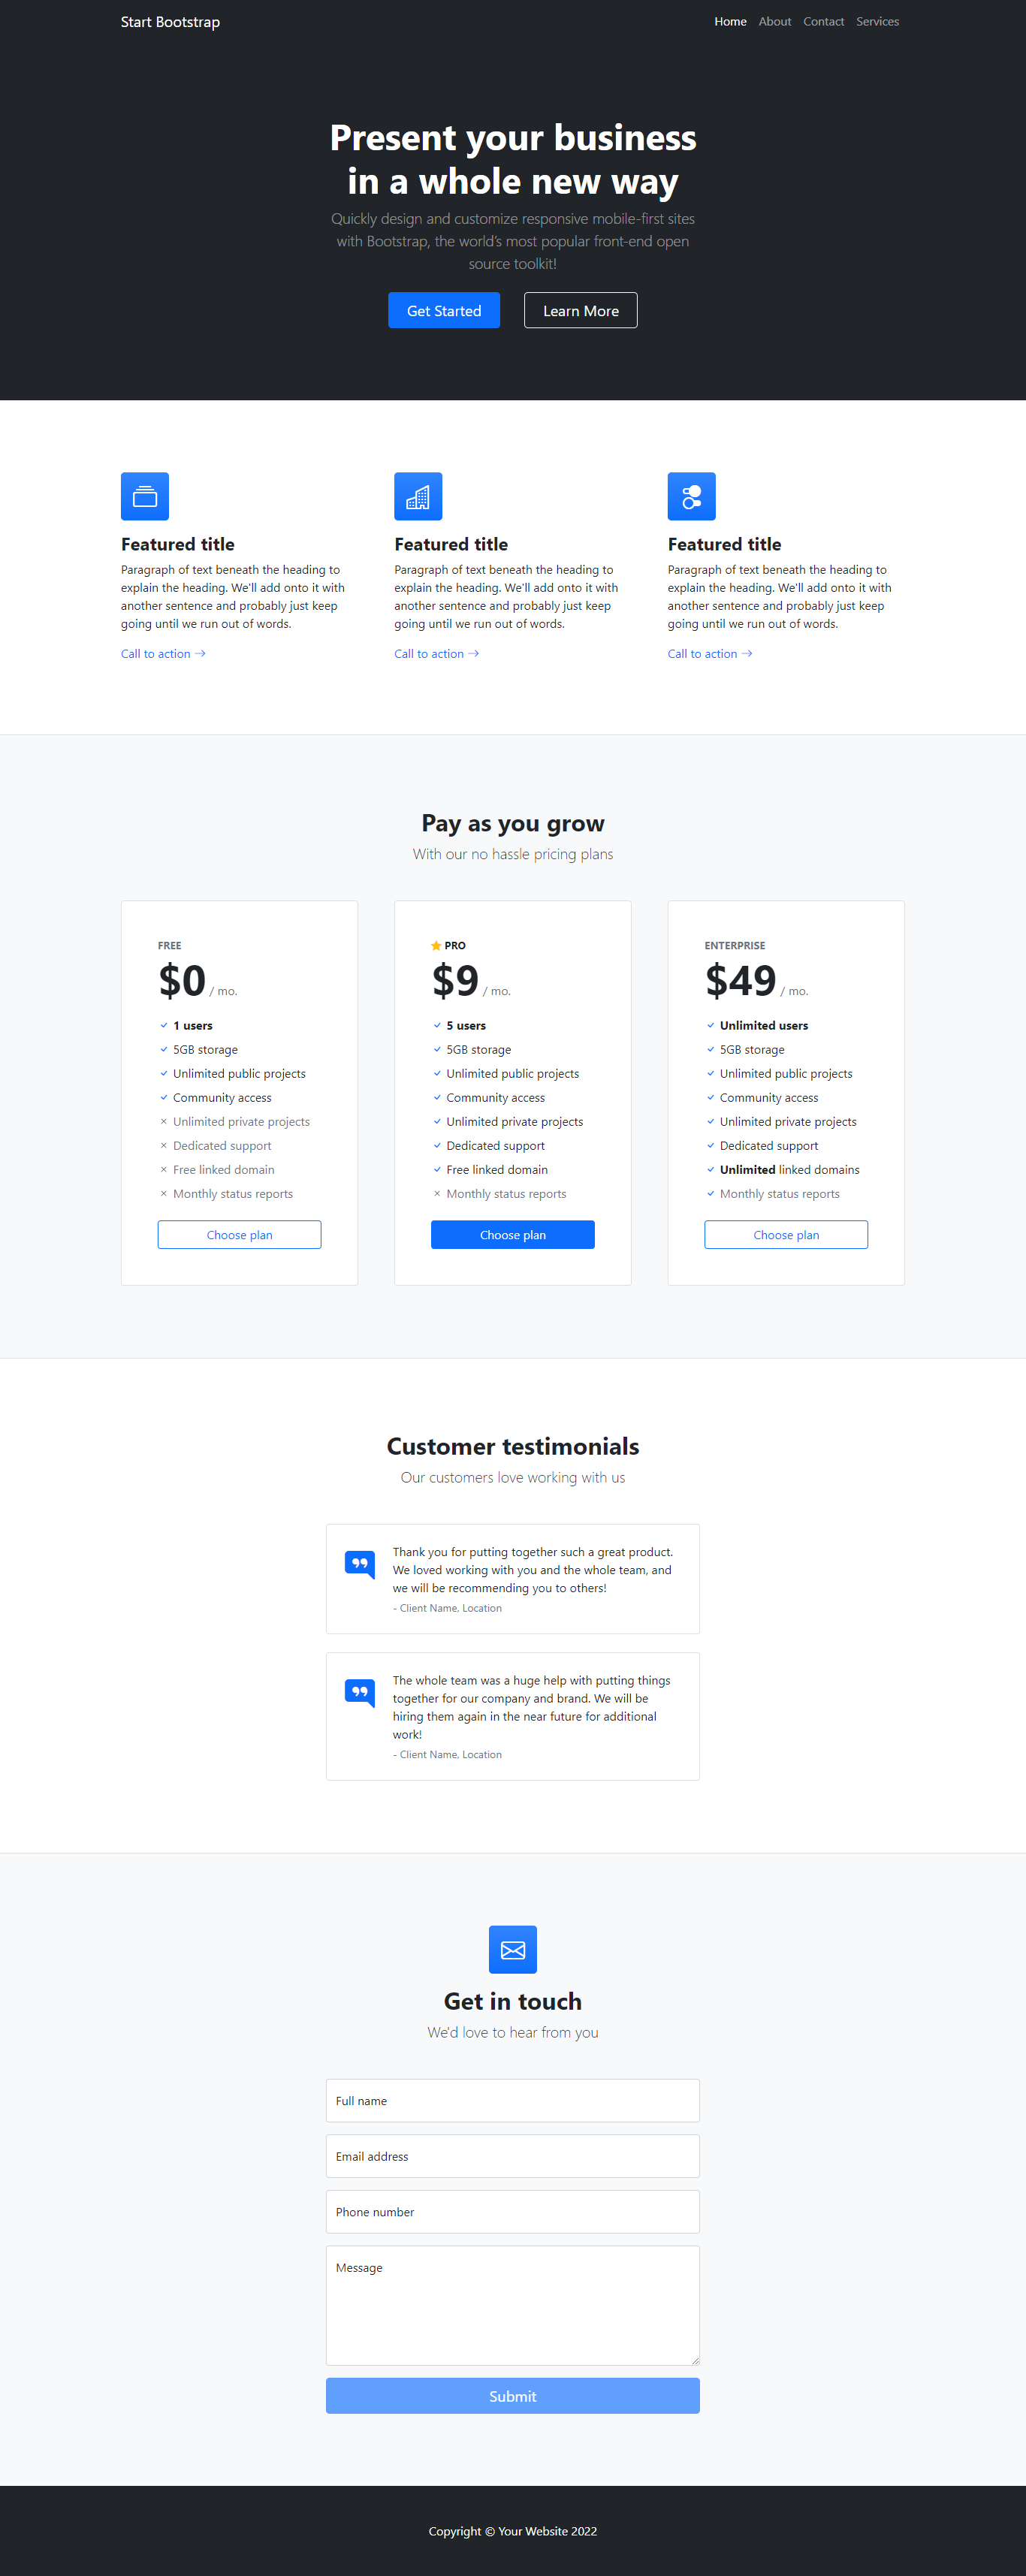 Start Bootstrap
Home About Contact Services
Present your business
in a whole new way
Quickly design and customize responsive mobile-first sites
with Bootstrap, the world's most popular front-end open
source toolkit!
Get Started Learn More
Featured title
Paragraph of text beneath the heading to
explain the heading. We'll add onto it with
another sentence and probably just keep
going until we run out of words.
Call to action
Featured title
Paragraph of text beneath the heading to
explain the heading. We'll add onto it with
another sentence and probably just keep
going until we run out of words.
Call to action
Featured title
Paragraph of text beneath the heading to
explain the heading. We'll add onto it with
another sentence and probably just keep
going until we run out of words.
Call to action
Pay as you grow
With our no hassle pricing plans
FREE
$0 / mo.
1 users
5GB storage
Unlimited public projects
Community access
Unlimited private projects
Dedicated support
Free linked domain
Monthly status reports
Choose plan
PRO
$9 / mo.
5 users
5GB storage
Unlimited public projects
Community access
Unlimited private projects
Dedicated support
Free linked domain
Monthly status reports
Choose plan
ENTERPRISE
$49 / mo.
Unlimited users
5GB storage
Unlimited public projects
Community access
Unlimited private projects
Dedicated support
Unlimited linked domains
Monthly status reports
Choose plan
Customer testimonials
Our customers love working with us
Thank you for putting together such a great product.
We loved working with you and the whole team, and
we will be recommending you to others!
- Client Name, Location
The whole team was a huge help with putting things
together for our company and brand. We will be
hiring them again in the near future for additional
work!
- Client Name, Location
Get in touch
We'd love to hear from you
Full name
Email address
Phone number
Message
Submit
Copyright © Your Website 2022